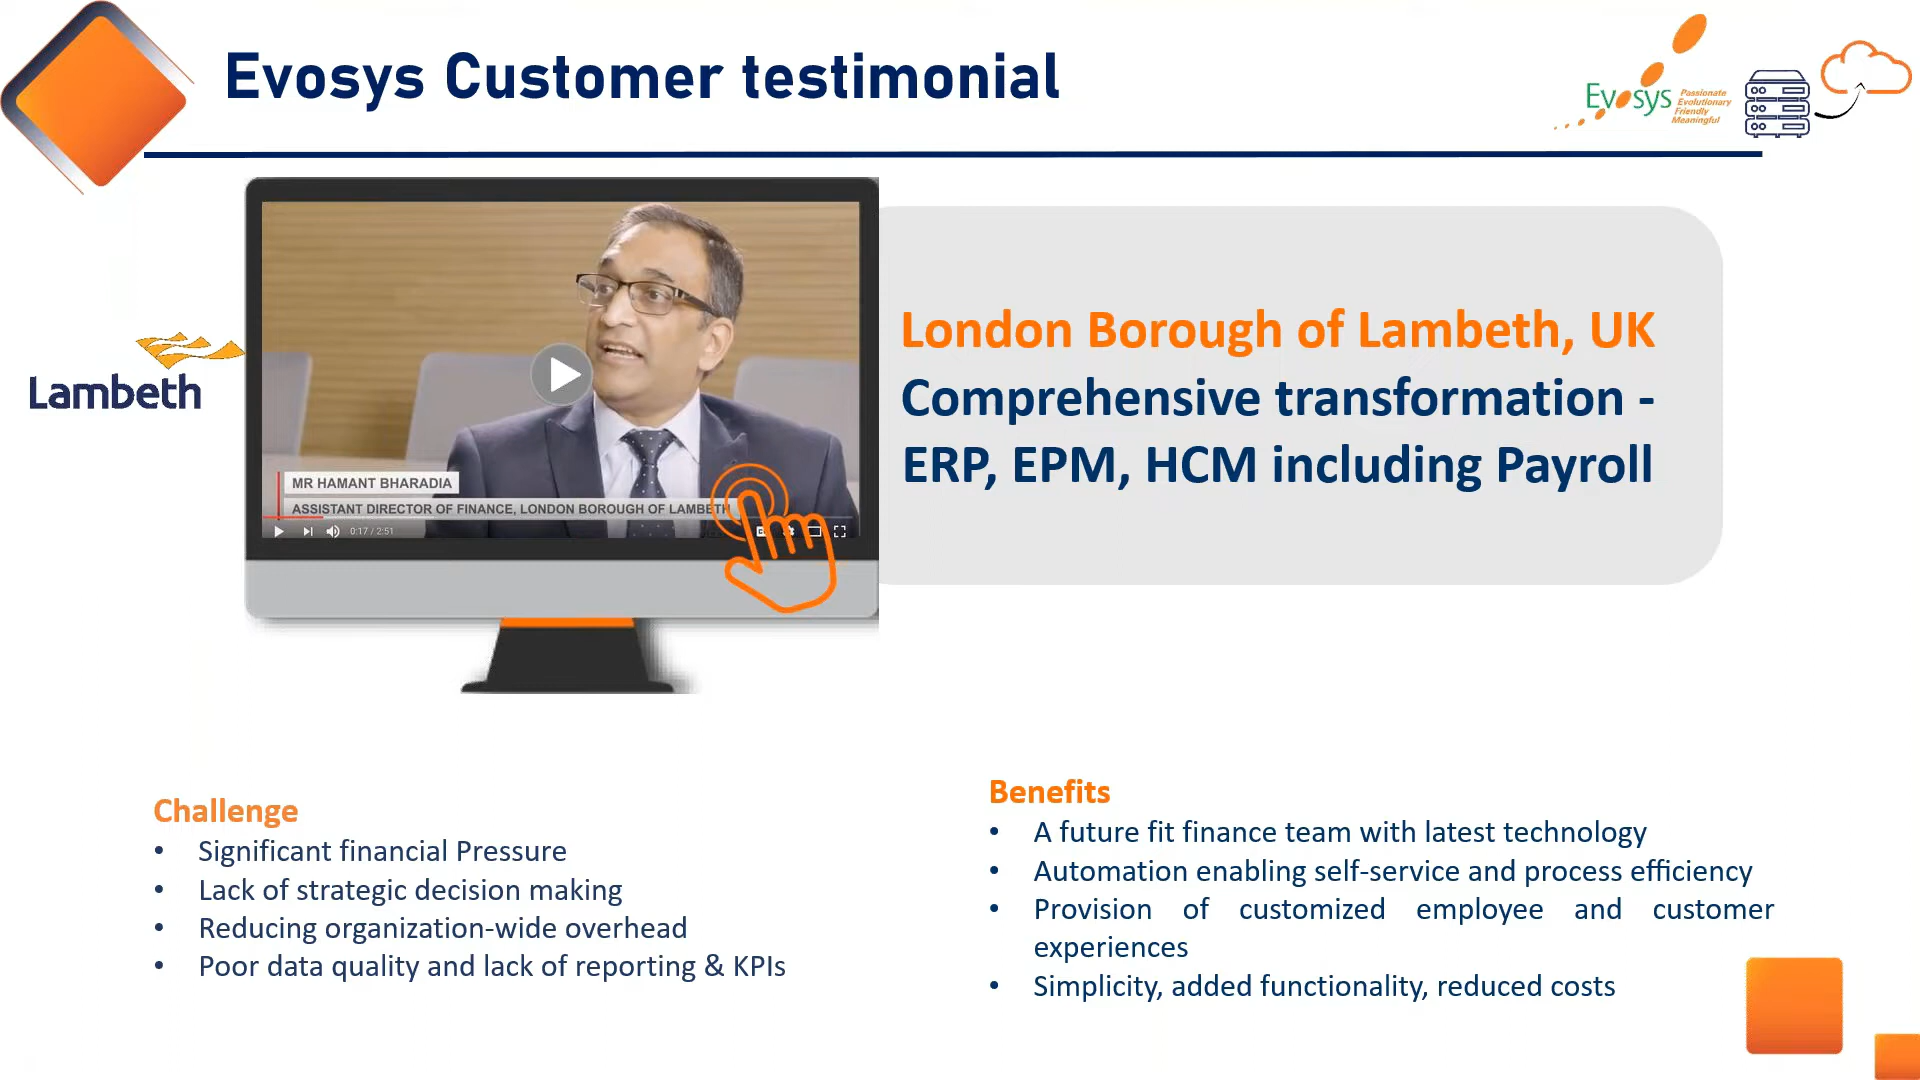 Evosys Customer testimonial
Evosys
Passionate
Evolutionary
Friendly
Meaningful
Lambeth
MR HAMANT BHARADIA
ASSISTANT DIRECTOR OF FINANCE, LONDON BOROUGH OF LAMBETH
0:17 / 2:51
London Borough of Lambeth, UK
Comprehensive transformation -
ERP, EPM, HCM including Payroll
Challenge
• Significant financial Pressure
• Lack of strategic decision making
• Reducing organization-wide overhead
• Poor data quality and lack of reporting & KPIs
Benefits
• A future fit finance team with latest technology
• Automation enabling self-service and process efficiency
• Provision of customized employee and customer
experiences
• Simplicity, added functionality, reduced costs